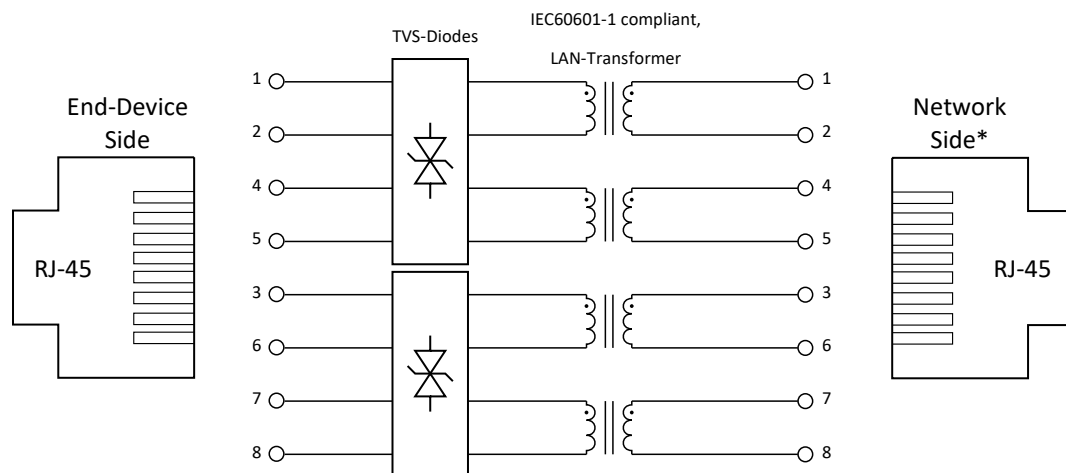 IEC60601-1 compliant,
TVS-Diodes
LAN-Transformer
End-Device
Side
Network
Side*
RJ-45
RJ-45
1
1
2
2
4
4
5
5
3
3
6
6
7
7
8
8